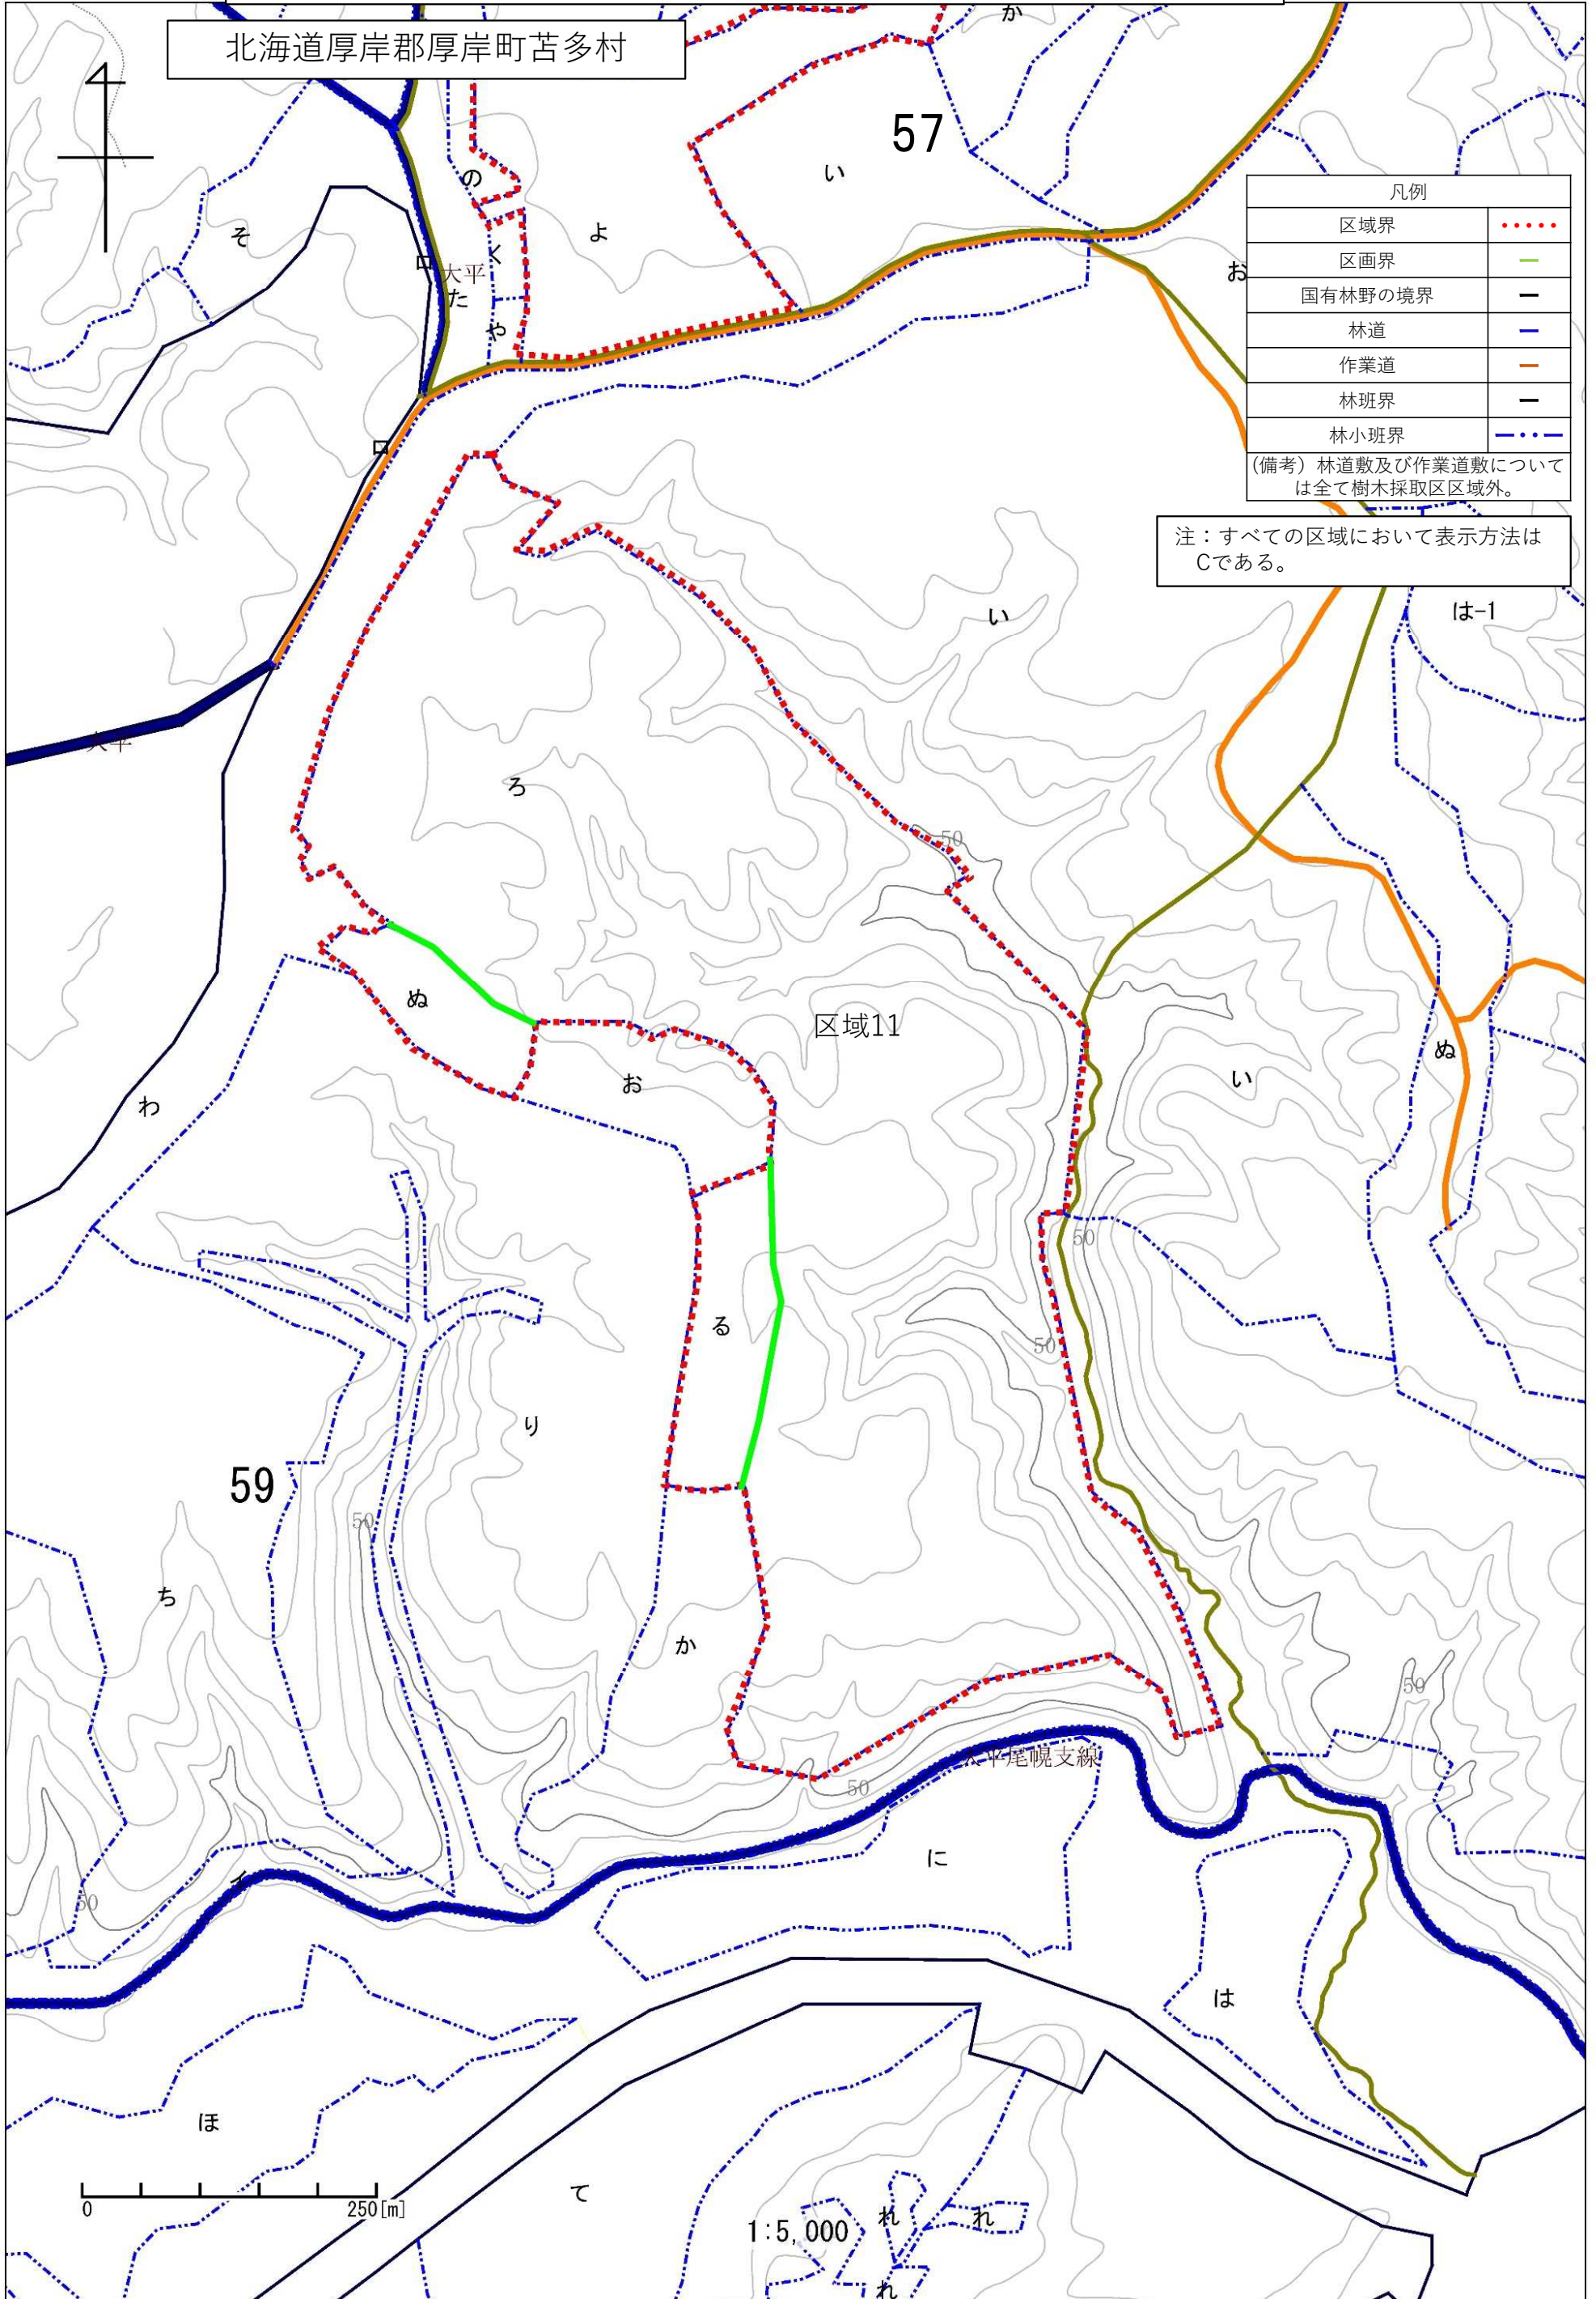 北海道厚岸郡厚岸町苫多村
か
57
い
の
よ
そ
く
ロ
大平
た
や
お
凡例
区域界
区画界
国有林野の境界
林道
作業道
林班界
林小班界
(備考)林道敷及び作業道敷について
は全て樹木採取区区域外。
ロ
注:すべての区域において表示方法は
Cである。
い
は-1
大平
ろ
50
ぬ
区域11
ぬ
お
い
わ
50
る
50
り
59
50
ち
か
50
太平尾幌支線
50
に
イ
50
は
ほ
て
0
250[m]
1:5,000
れ
れ
れ